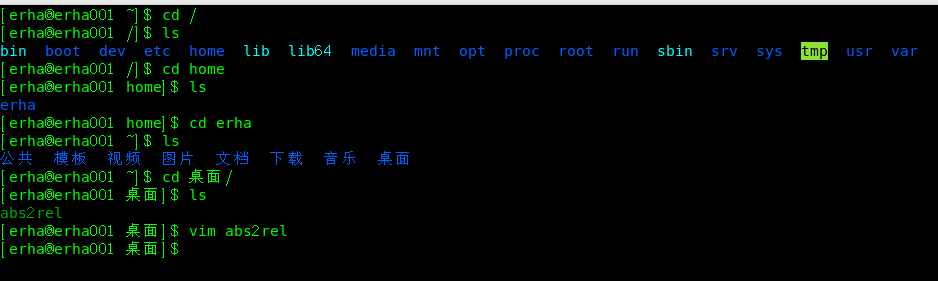 [erha@erha001 ~]$ cd /
[erha@erha001 /]$ ls
bin  boot  dev  etc  home  lib  lib64  media  mnt  opt  proc  root  run  sbin  srv  sys  tmp  usr  var
[erha@erha001 /]$ cd home
[erha@erha001 home]$ ls
erha
[erha@erha001 home]$ cd erha
[erha@erha001 ~]$ ls
公共  模板  视频  图片  文档  下载  音乐  桌面
[erha@erha001 ~]$ cd 桌面/
[erha@erha001 桌面]$ ls
abs2rel
[erha@erha001 桌面]$ vim abs2rel
[erha@erha001 桌面]$